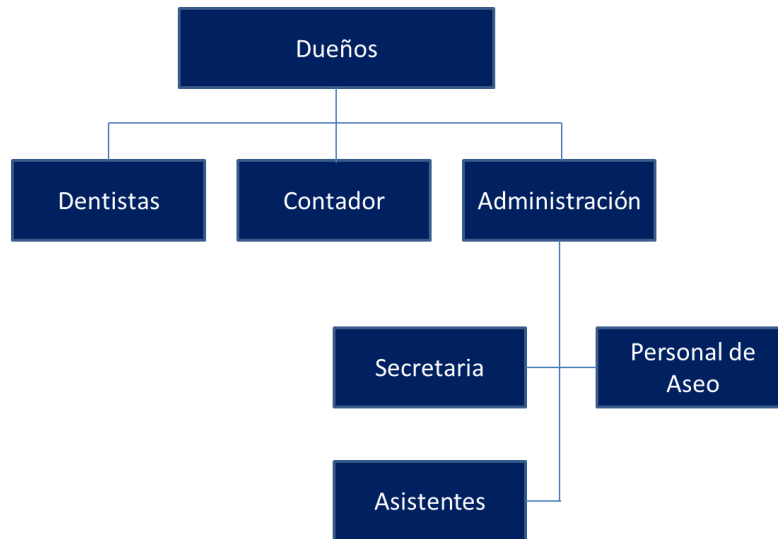 Dueños
Dentistas
Contador
Administración
Secretaria
Personal de
Aseo
Asistentes